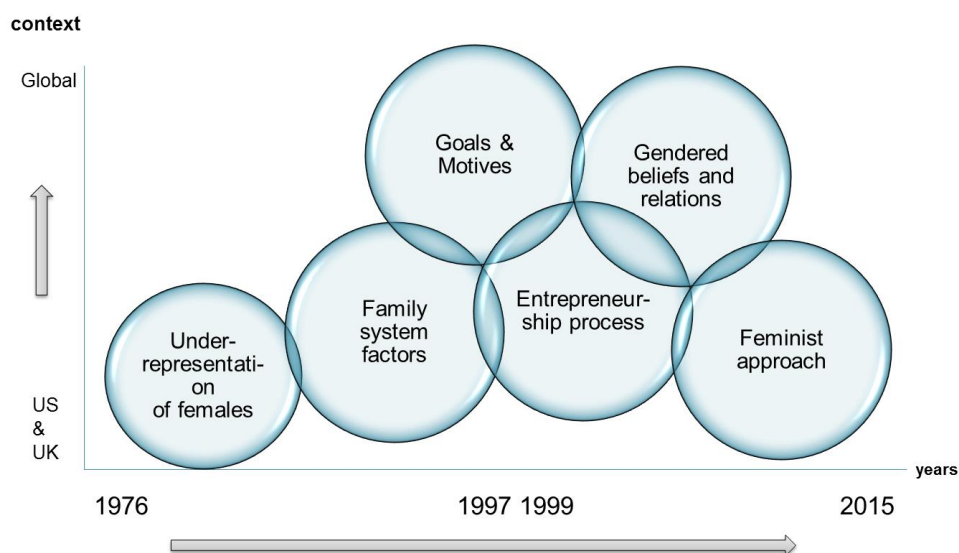 context
Global
Goals &
Motives
Gendered
beliefs and
relations
Under-
representati-
on
of females
Family
system
factors
Entrepreneur-
ship process
Feminist
approach
US
&
UK
years
1976
1997 1999
2015